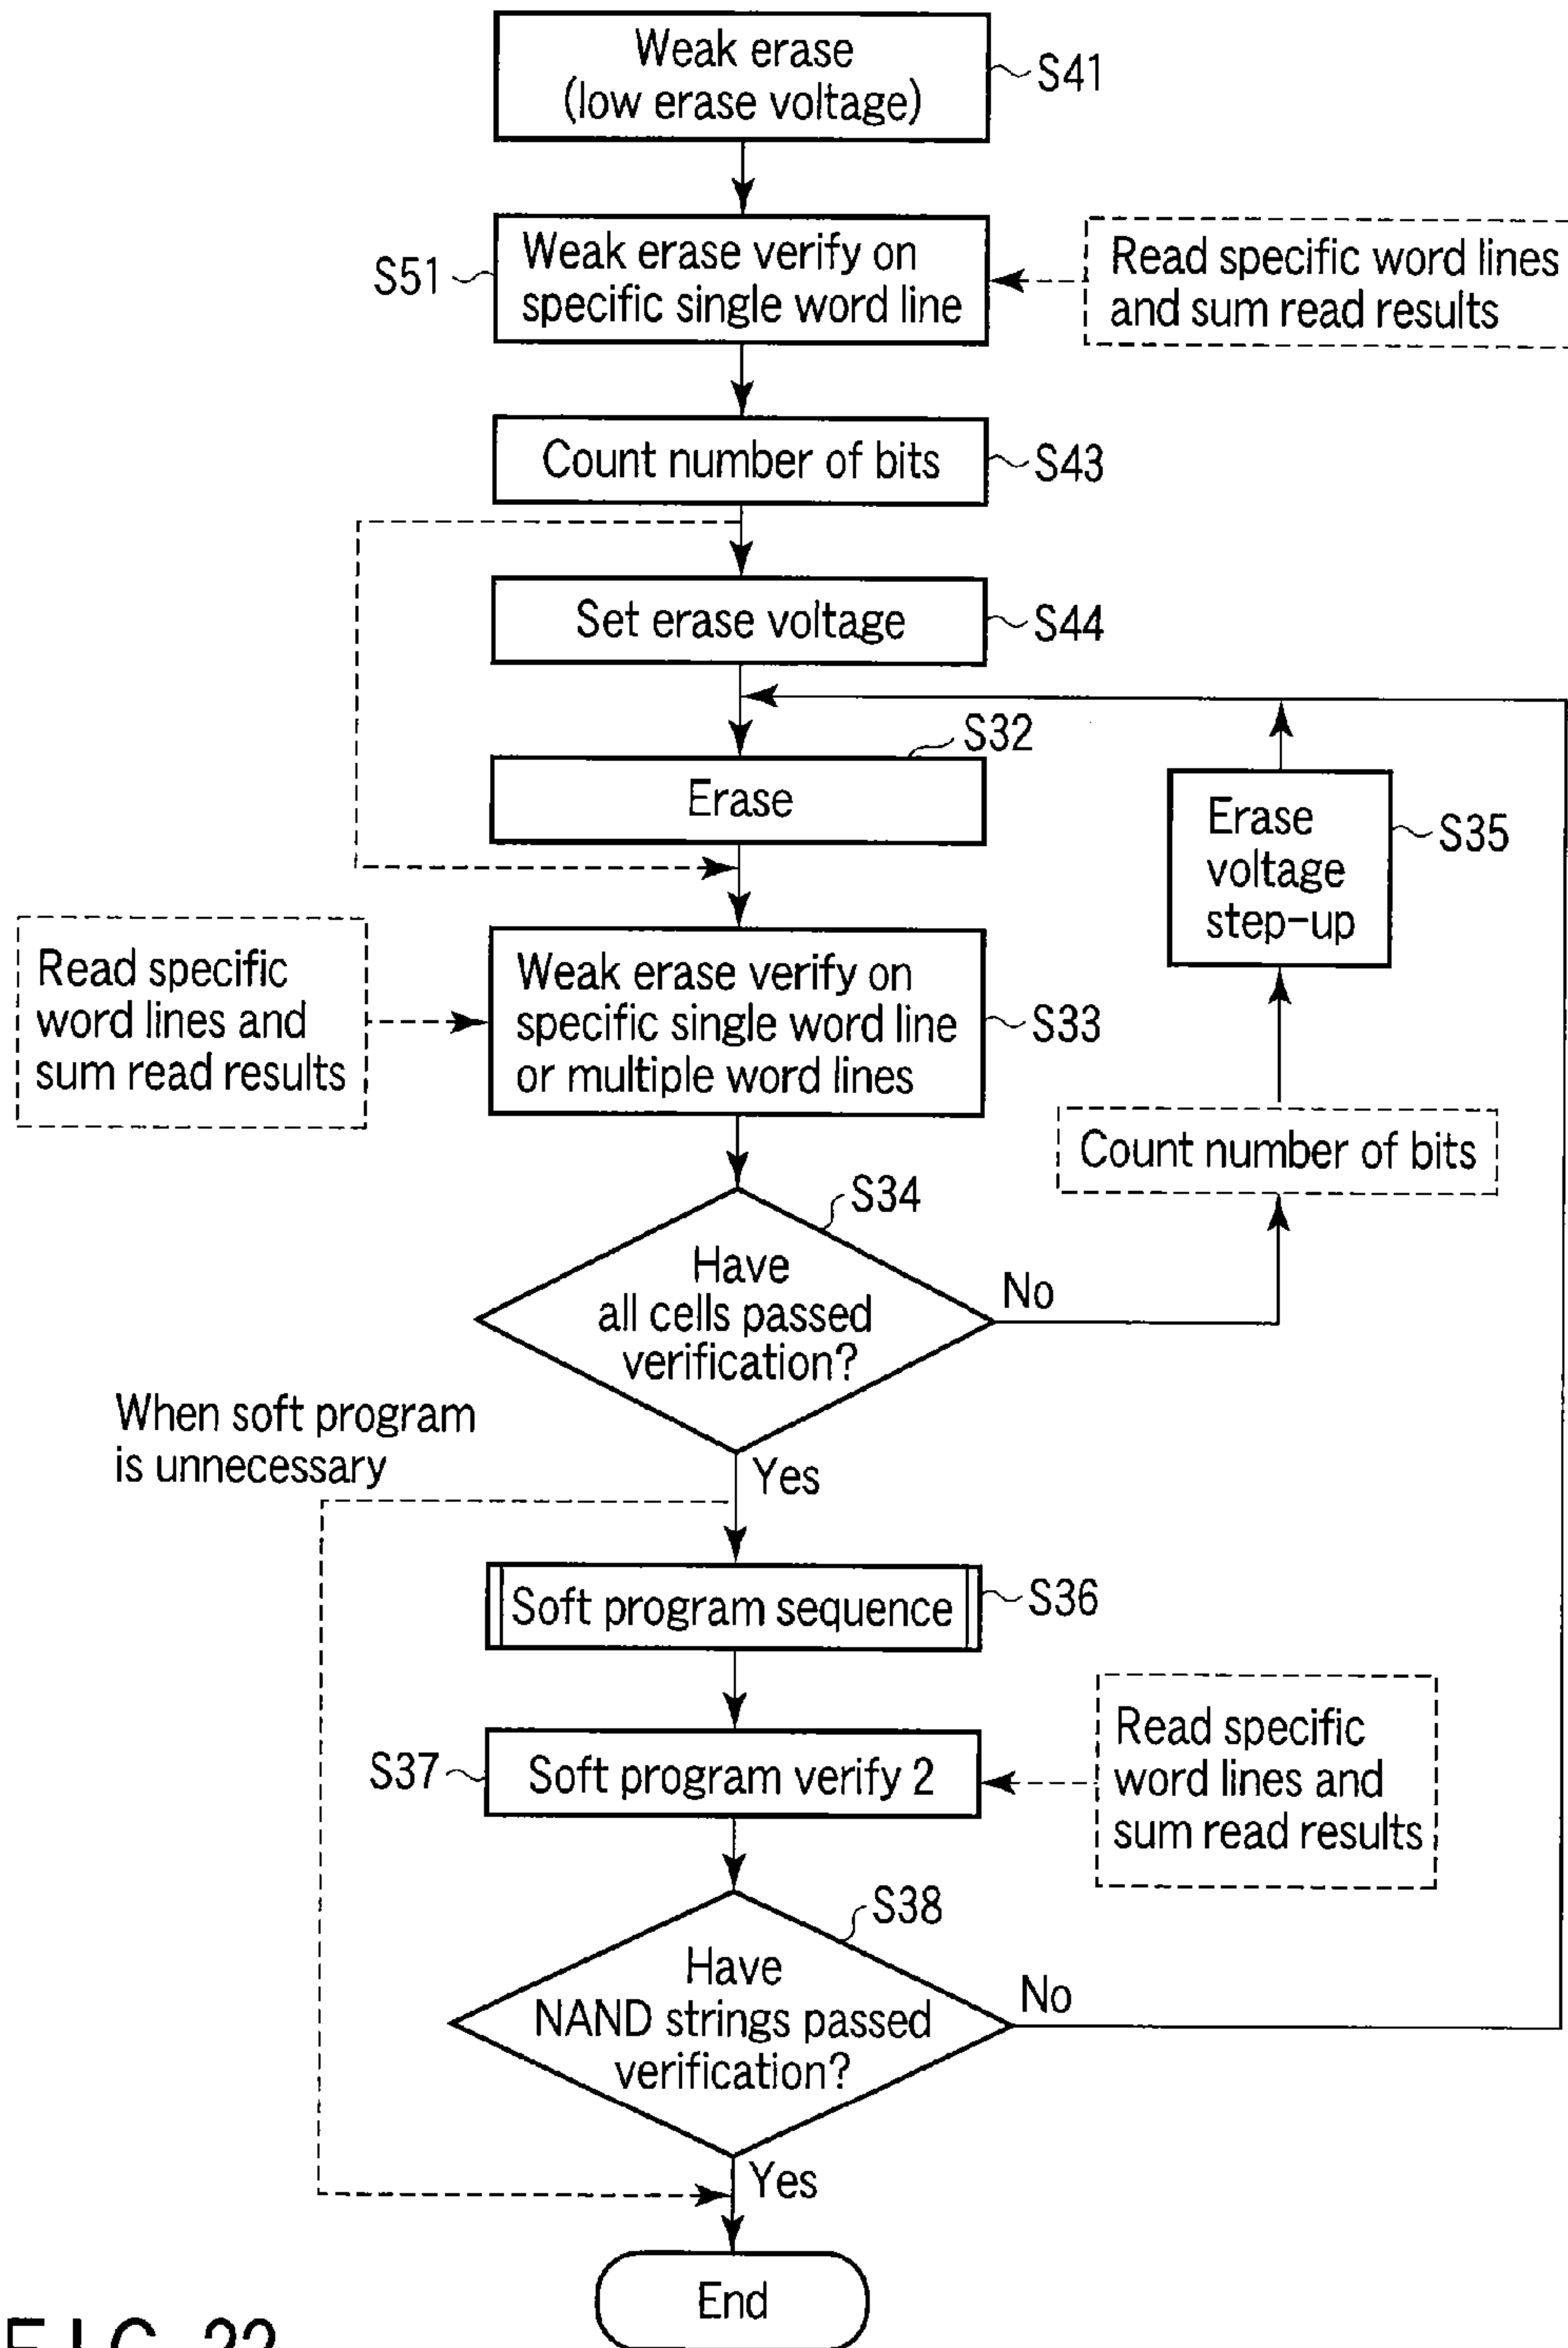 Weak erase
(low erase voltage)
S41
S51
Weak erase verify on
specific single word line
Read specific word lines
and sum read results
Count number of bits
S43
Set erase voltage
S44
S32
Erase
Erase
voltage
step-up
S35
Read specific
word lines and
sum read results
Weak erase verify on
specific single word line
or multiple word lines
S33
Count number of bits
S34
Have
all cells passed
verification?
No
When soft program
is unnecessary
Yes
Soft program sequence
S36
S37
Soft program verify 2
Read specific
word lines and
sum read results
S38
Have
NAND strings passed
verification?
No
Yes
End
FIG. 22